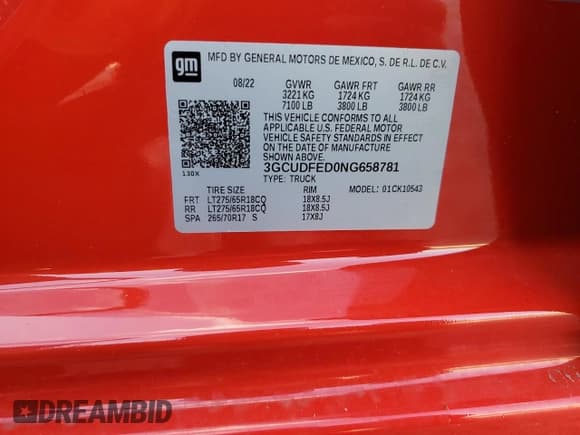 gm
MFD BY GENERAL MOTORS DE MEXICO, S. DE R.L. DE C.V.
08/22 GVWR GAWR FRT GAWR RR
3221 KG 1724 KG 1724 KG
7100 LB 3800 LB 3800 LB
THIS VEHICLE CONFORMS TO ALL
APPLICABLE U.S. FEDERAL MOTOR
VEHICLE SAFETY STANDARDS IN EFFECT
ON THE DATE OF MANUFACTURE
SHOWN ABOVE.
130X
3GCUDFED0NG658781
TYPE: TRUCK
TIRE SIZE RIM 01CK10543
FRT LT275/65R18CQ 18X8.5J
RR LT275/65R18CQ 18X8.5J
SPA 265/70R17 S 17X8J
DREAMBID